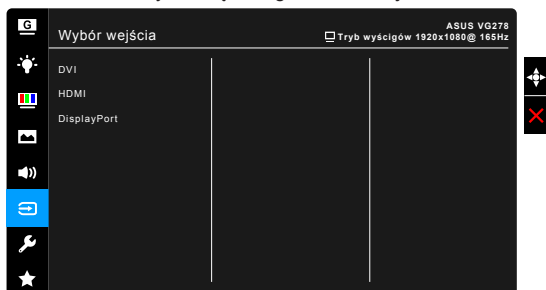 G
ASUS VG278
Wybór wejścia
Tryb wyścigów 1920x1080@ 165Hz
DVI
HDMI
DisplayPort